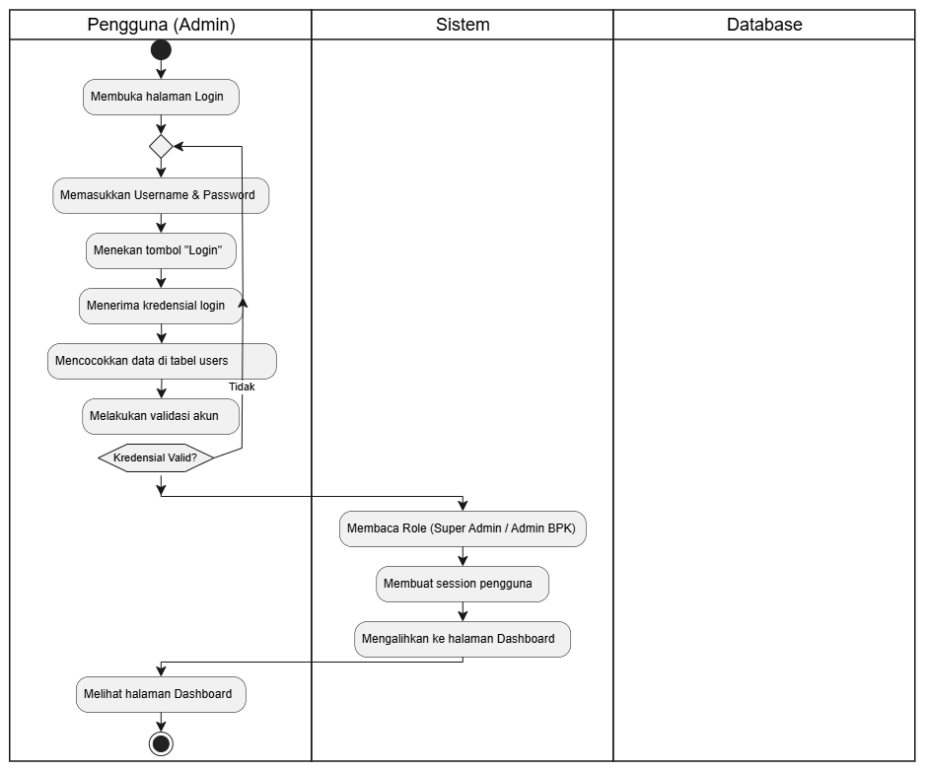 Pengguna (Admin)
Sistem
Database
Membuka halaman Login
Memasukkan Username & Password
Menekan tombol "Login"
Menerima kredensial login
Mencocokkan data di tabel users
Tidak
Melakukan validasi akun
Kredensial Valid?
Membaca Role (Super Admin / Admin BPK)
Membuat session pengguna
Mengalihkan ke halaman Dashboard
Melihat halaman Dashboard